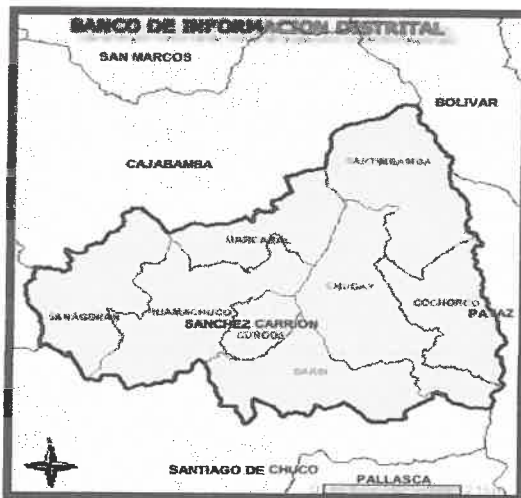 BANCO DE INFORMACION DISTRITAL
SAN MARCOS
BOLIVAR
CAJABAMBA
SARTIMBAMBA
MARCABAL
CHUGAY
COCHORCO
SANAGORAN
HUAMACHUCO
PATAZ
SANCHEZ CARRION
CURGOS
SARIN
SANTIAGO DE CHUCO
PALLASCA